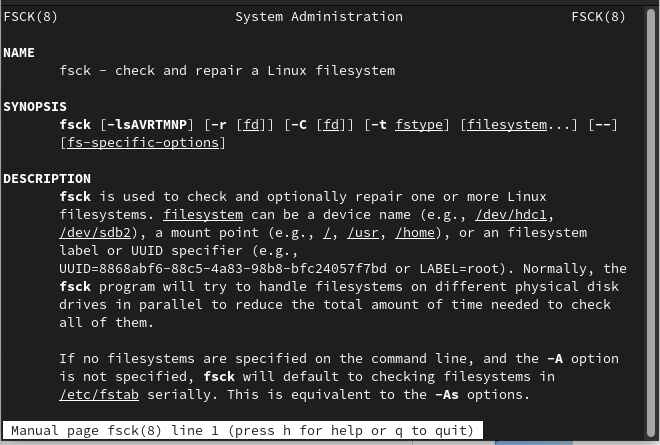 FSCK(8) System Administration FSCK(8)
NAME
fsck - check and repair a Linux filesystem
SYNOPSIS
fsck [-lsAVRTMNP] [-r [fd]] [-C [fd]] [-t fstype] [filesystem...] [--]
[fs-specific-options]
DESCRIPTION
fsck is used to check and optionally repair one or more Linux
filesystems. filesystem can be a device name (e.g., /dev/hdc1,
/dev/sdb2), a mount point (e.g., /, /usr, /home), or an filesystem
label or UUID specifier (e.g.,
UUID=8868abf6-88c5-4a83-98b8-bfc24057f7bd or LABEL=root). Normally, the
fsck program will try to handle filesystems on different physical disk
drives in parallel to reduce the total amount of time needed to check
all of them.
If no filesystems are specified on the command line, and the -A option
is not specified, fsck will default to checking filesystems in
/etc/fstab serially. This is equivalent to the -As options.
Manual page fsck(8) line 1 (press h for help or q to quit)